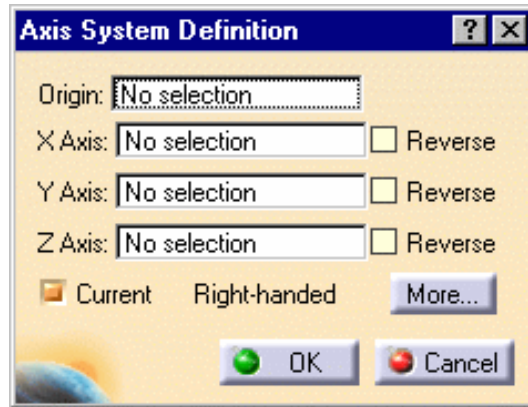 Axis System Definition ? ×
Origin: No selection
X Axis: No selection Reverse
Y Axis: No selection Reverse
Z Axis: No selection Reverse
Current Right-handed More...
OK Cancel